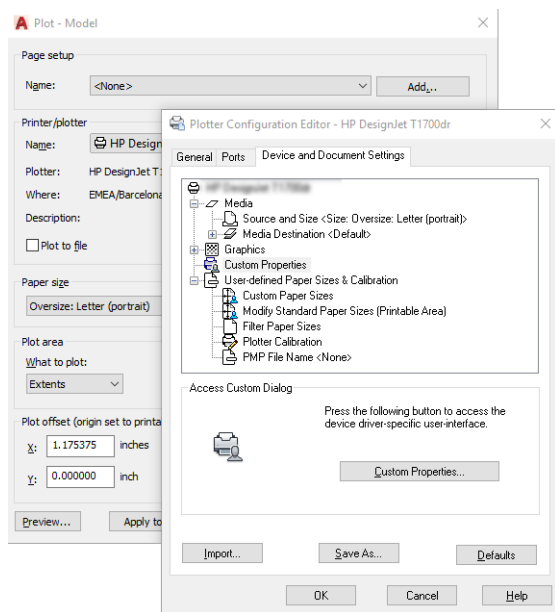 Plot - Model
Page setup
Name:
<None>
Add...
Printer/plotter
Name:
HP Design
Plotter:
HP DesignJet T1
Where:
EMEA/Barcelona
Description:
Plot to file
Paper size
Oversize: Letter (portrait)
Plot area
What to plot:
Extents
Plot offset (origin set to printa
X:
1.175375
inches
Y:
0.000000
inch
Preview...
Apply to
Plotter Configuration Editor - HP DesignJet T1700dr
General
Ports
Device and Document Settings
Media
Source and Size <Size: Oversize: Letter (portrait)>
Media Destination <Default>
Graphics
Custom Properties
User-defined Paper Sizes & Calibration
Custom Paper Sizes
Modify Standard Paper Sizes (Printable Area)
Filter Paper Sizes
Plotter Calibration
PMP File Name <None>
Access Custom Dialog
Press the following button to access the
device driver-specific user-interface.
Custom Properties...
Import...
Save As...
Defaults
OK
Cancel
Help